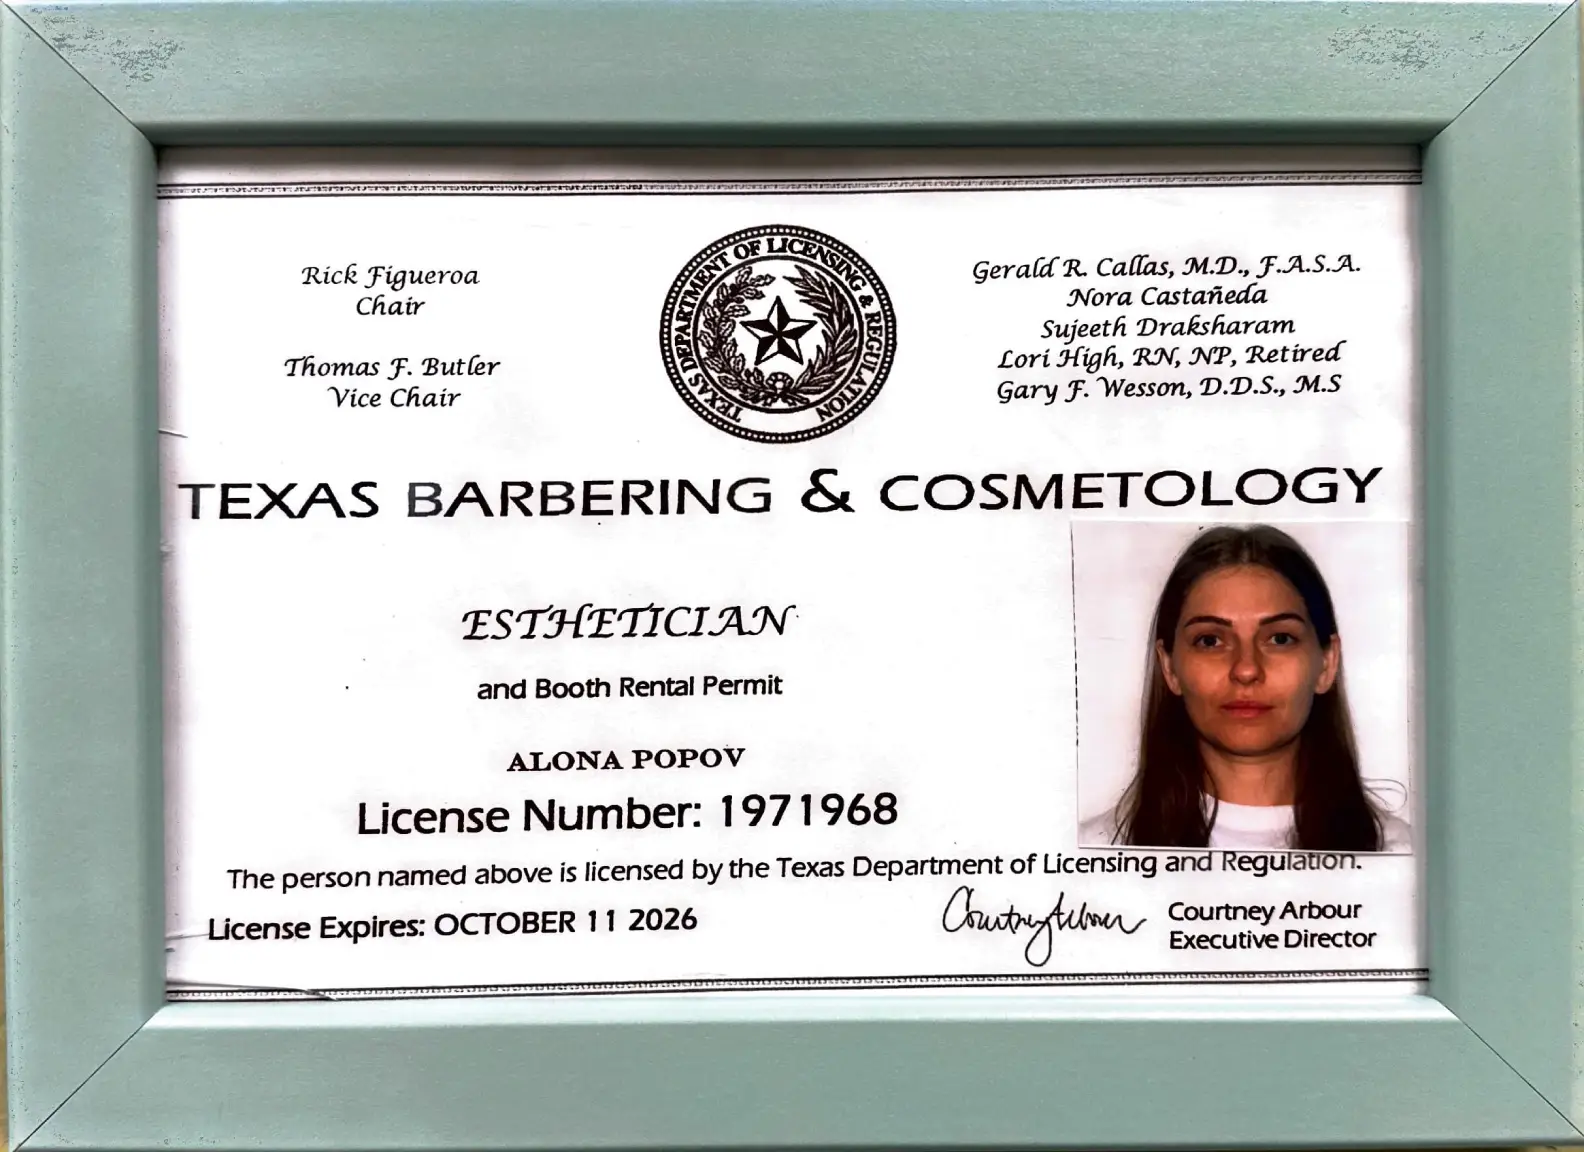 Rick Figueroa
Chair
Thomas F. Butler
Vice Chair
TEXAS DEPARTMENT OF LICENSING & REGULATION
Gerald R. Callas, M.D., F.A.S.A.
Nora Castañeda
Sujeeth Draksharam
Lori High, RN, NP, Retired
Gary F. Wesson, D.D.S., M.S
TEXAS BARBERING & COSMETOLOGY
ESTHETICIAN
and Booth Rental Permit
ALONA POPOV
License Number: 1971968
The person named above is licensed by the Texas Department of Licensing and Regulation.
License Expires: OCTOBER 11 2026
Courtney Arbour
Courtney Arbour
Executive Director